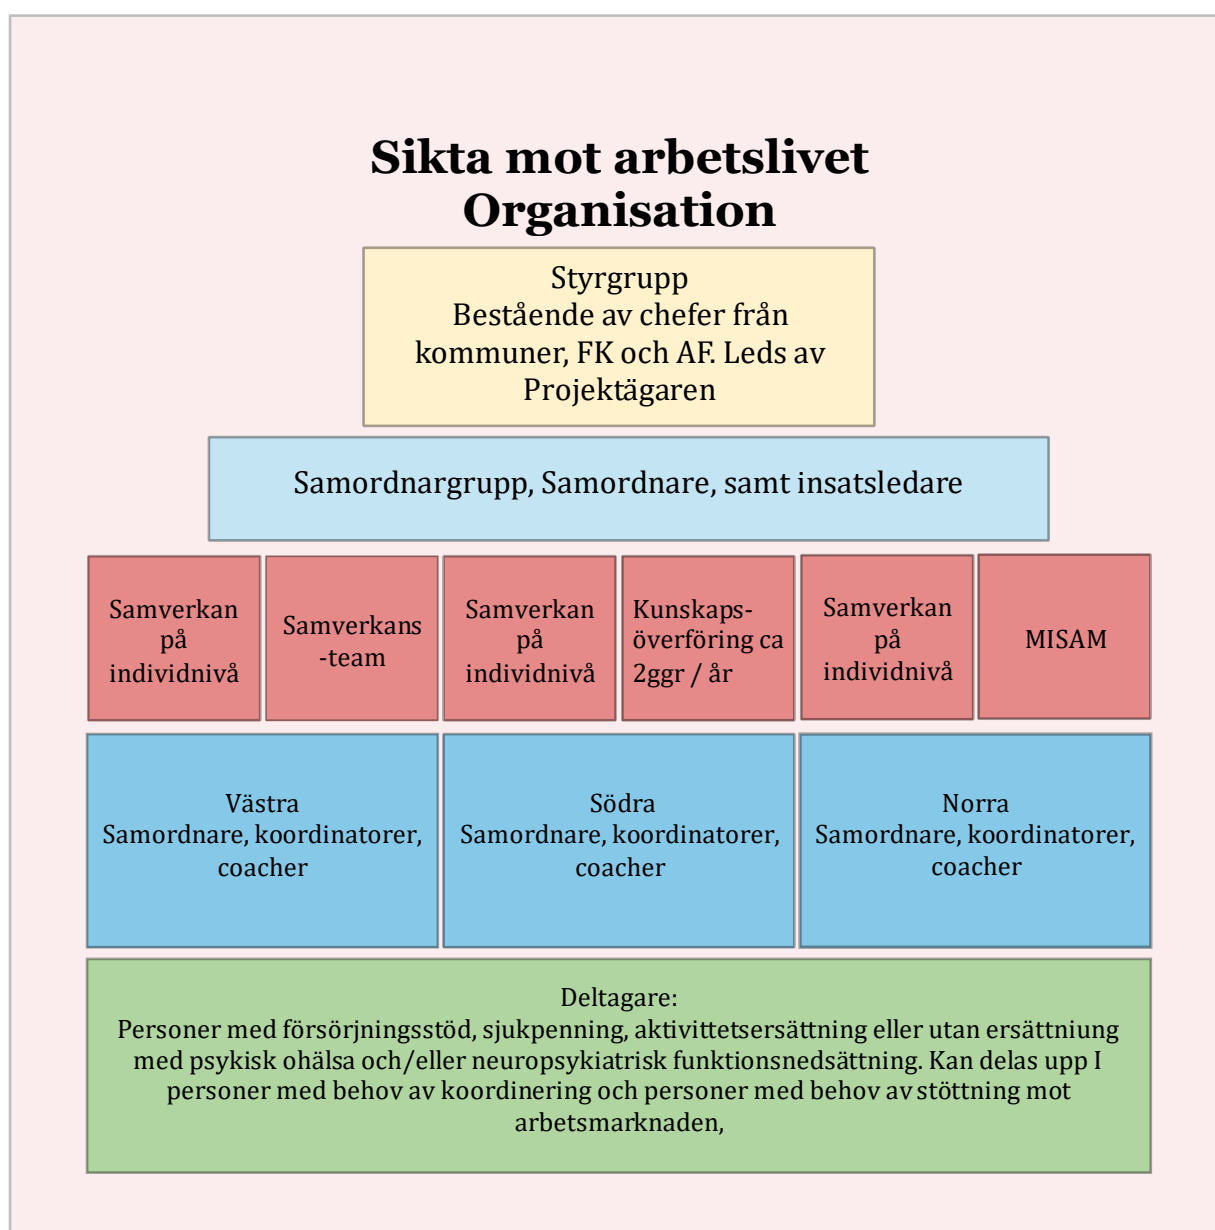 Sikta mot arbetslivet
Organisation
Styrgrupp
Bestående av chefer från
kommuner, FK och AF. Leds av
Projektägaren
Samordnargrupp, Samordnare, samt insatsledare
Samverkan
på
individnivå
Samverkans
-team
Samverkan
på
individnivå
Kunskaps-
överföring ca
2ggr / år
Samverkan
på
individnivå
MISAM
Västra
Samordnare, koordinatorer,
coacher
Södra
Samordnare, koordinatorer,
coacher
Norra
Samordnare, koordinatorer,
coacher
Deltagare:
Personer med försörjningsstöd, sjukpenning, aktivittetsersättning eller utan ersättniung
med psykisk ohälsa och/eller neuropsykiatrisk funktionsnedsättning. Kan delas upp I
personer med behov av koordinering och personer med behov av stöttning mot
arbetsmarknaden,